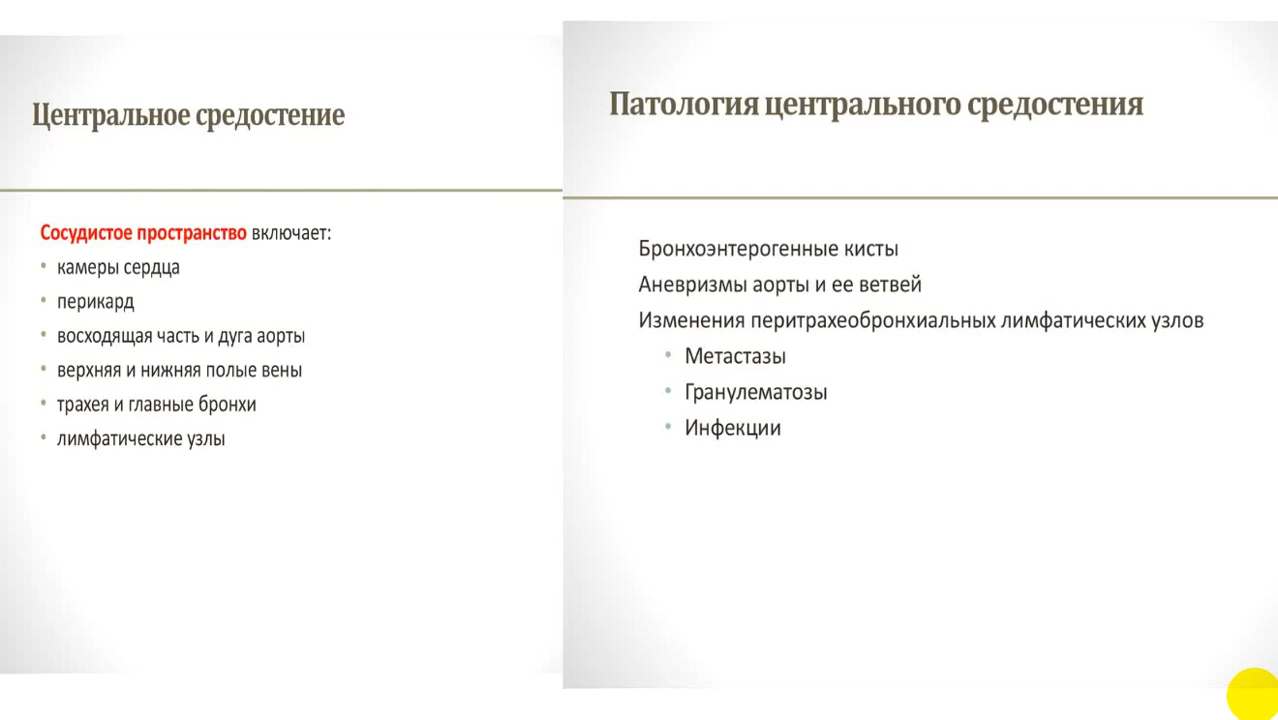 Центральное средостение
Сосудистое пространство включает:
• камеры сердца
• перикард
• восходящая часть и дуга аорты
• верхняя и нижняя полые вены
• трахея и главные бронхи
• лимфатические узлы
Патология центрального средостения
Бронхоэнтерогенные кисты
Аневризмы аорты и ее ветвей
Изменения перитрахеобронхиальных лимфатических узлов
• Метастазы
• Гранулематозы
• Инфекции